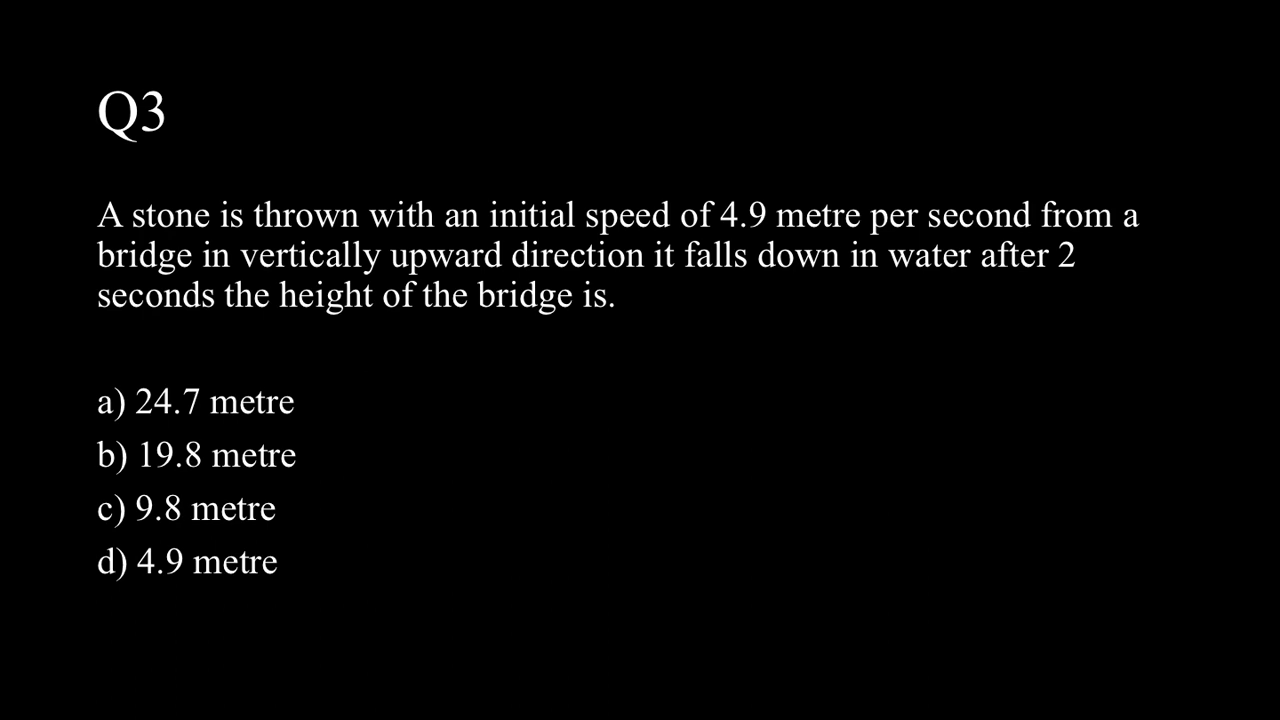 Q3
A stone is thrown with an initial speed of 4.9 metre per second from a
bridge in vertically upward direction it falls down in water after 2
seconds the height of the bridge is.
a) 24.7 metre
b) 19.8 metre
c) 9.8 metre
d) 4.9 metre